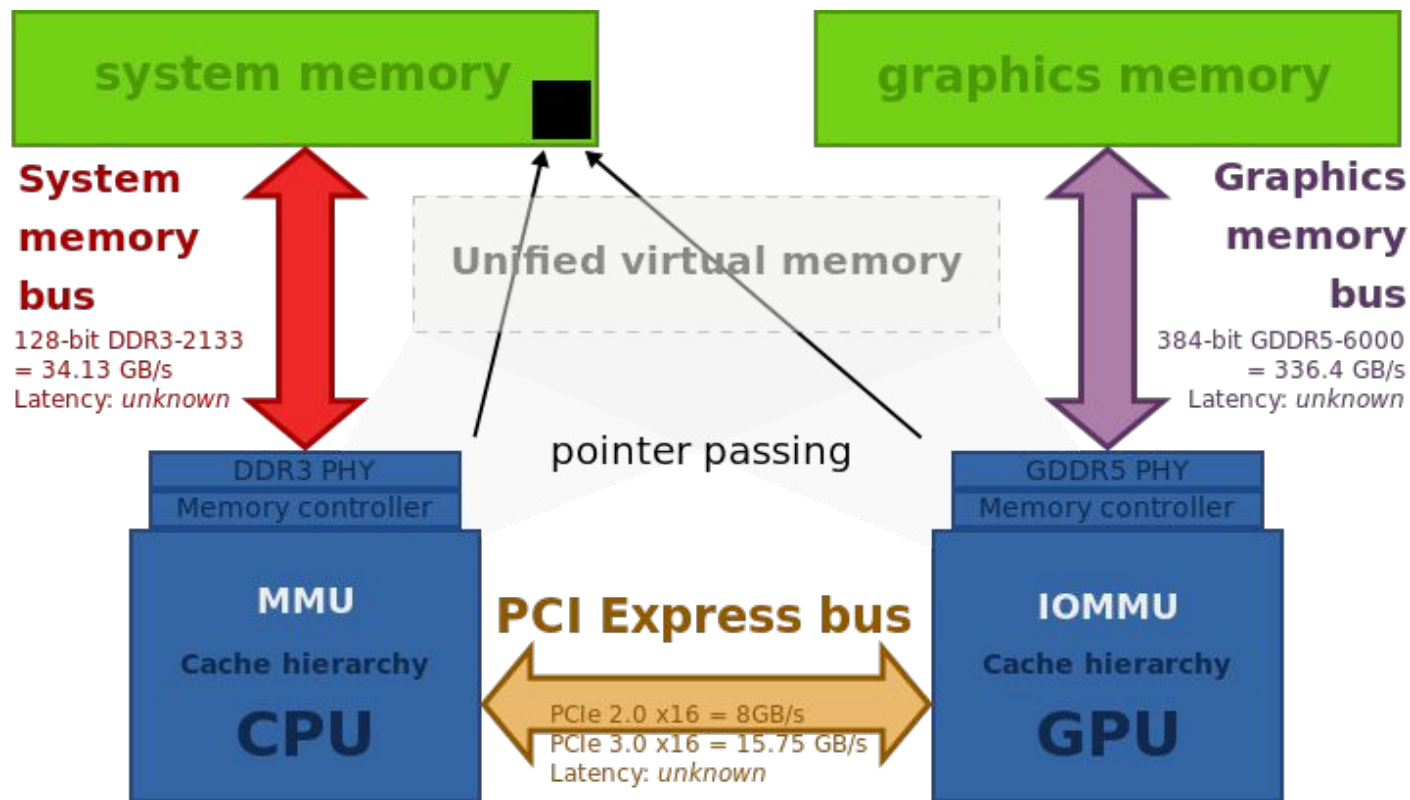 system memory
graphics memory
System
memory
bus
128-bit DDR3-2133
= 34.13 GB/s
Latency: unknown
Unified virtual memory
Graphics
memory
bus
384-bit GDDR5-6000
= 336.4 GB/s
Latency: unknown
pointer passing
DDR3 PHY
Memory controller
MMU
Cache hierarchy
CPU
PCI Express bus
PCIe 2.0 x16 = 8GB/s
PCIe 3.0 x16 = 15.75 GB/s
Latency: unknown
GDDR5 PHY
Memory controller
IOMMU
Cache hierarchy
GPU